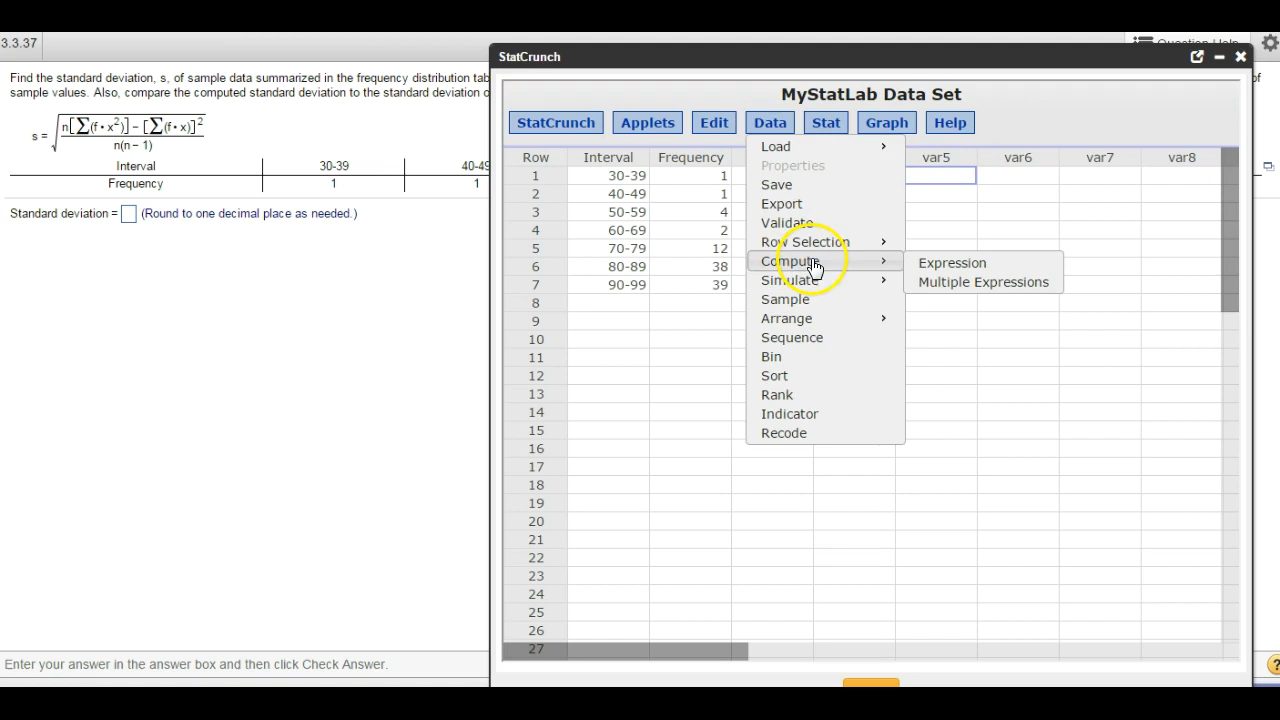 3.3.37
Find the standard deviation, s, of sample data summarized in the frequency distribution tab
sample values. Also, compare the computed standard deviation to the standard deviation o
of
s = √ n[∑(f • x²)] − [∑(f • x)]²
n(n − 1)
Interval 30-39 40-49
Frequency 1 1
Standard deviation = (Round to one decimal place as needed.)
Enter your answer in the answer box and then click Check Answer.
Question Help
StatCrunch
MyStatLab Data Set
StatCrunch Applets Edit Data Stat Graph Help
Row Interval Frequency var5 var6 var7 var8
1 30-39 1
2 40-49 1
3 50-59 4
4 60-69 2
5 70-79 12
6 80-89 38
7 90-99 39
8
9
10
11
12
13
14
15
16
17
18
19
20
21
22
23
24
25
26
27
Load
Properties
Save
Export
Validate
Row Selection
Compute
Simulate
Sample
Arrange
Sequence
Bin
Sort
Rank
Indicator
Recode
Expression
Multiple Expressions
?